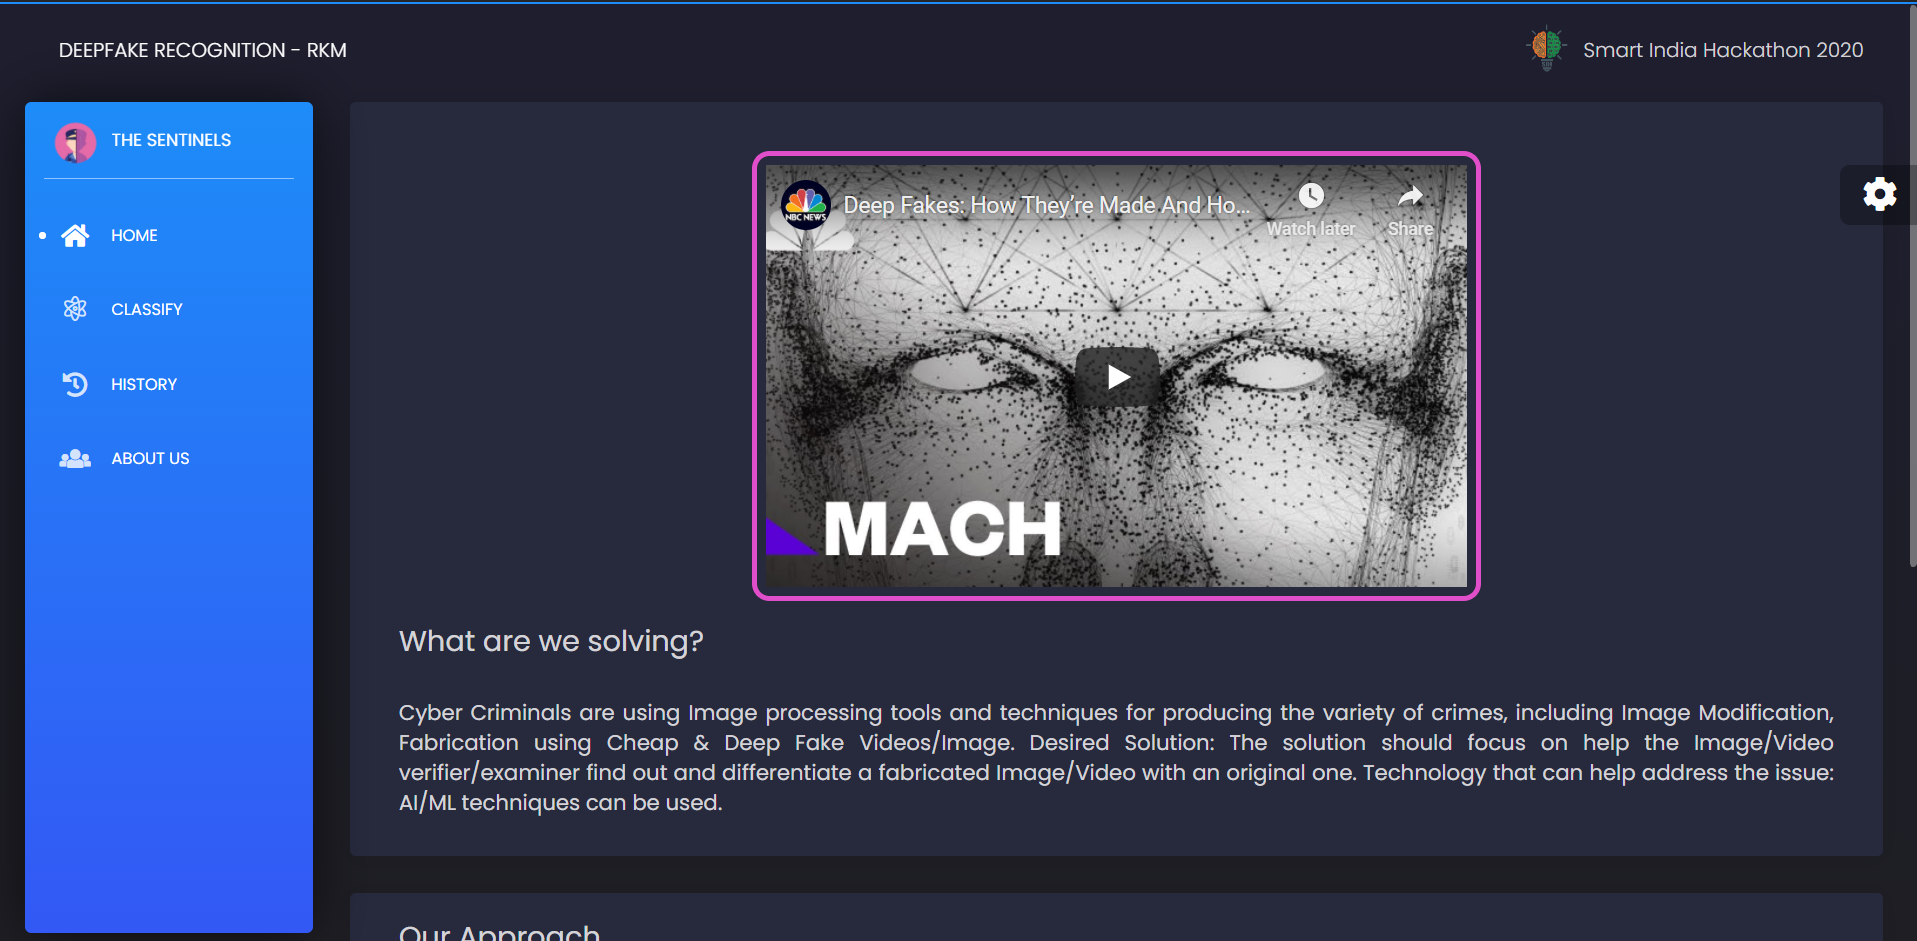 DEEPFAKE RECOGNITION - RKM
Smart India Hackathon 2020
THE SENTINELS
HOME
CLASSIFY
HISTORY
ABOUT US
NBC NEWS
Deep Fakes: How They’re Made And Ho...
Watch later
Share
MACH
What are we solving?
Cyber Criminals are using Image processing tools and techniques for producing the variety of crimes, including Image Modification,
Fabrication using Cheap & Deep Fake Videos/Image. Desired Solution: The solution should focus on help the Image/Video
verifier/examiner find out and differentiate a fabricated Image/Video with an original one. Technology that can help address the issue:
AI/ML techniques can be used.
Our Approach